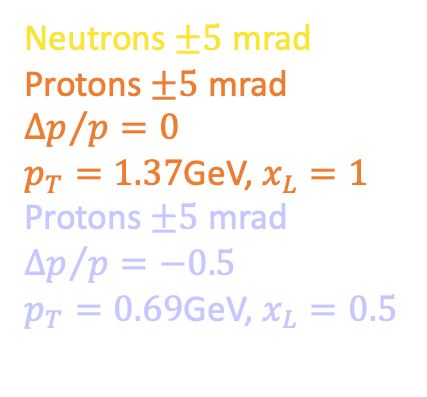 Neutrons ±5 mrad
Protons ±5 mrad
Δp/p = 0
p_T = 1.37GeV, x_L = 1
Protons ±5 mrad
Δp/p = −0.5
p_T = 0.69GeV, x_L = 0.5